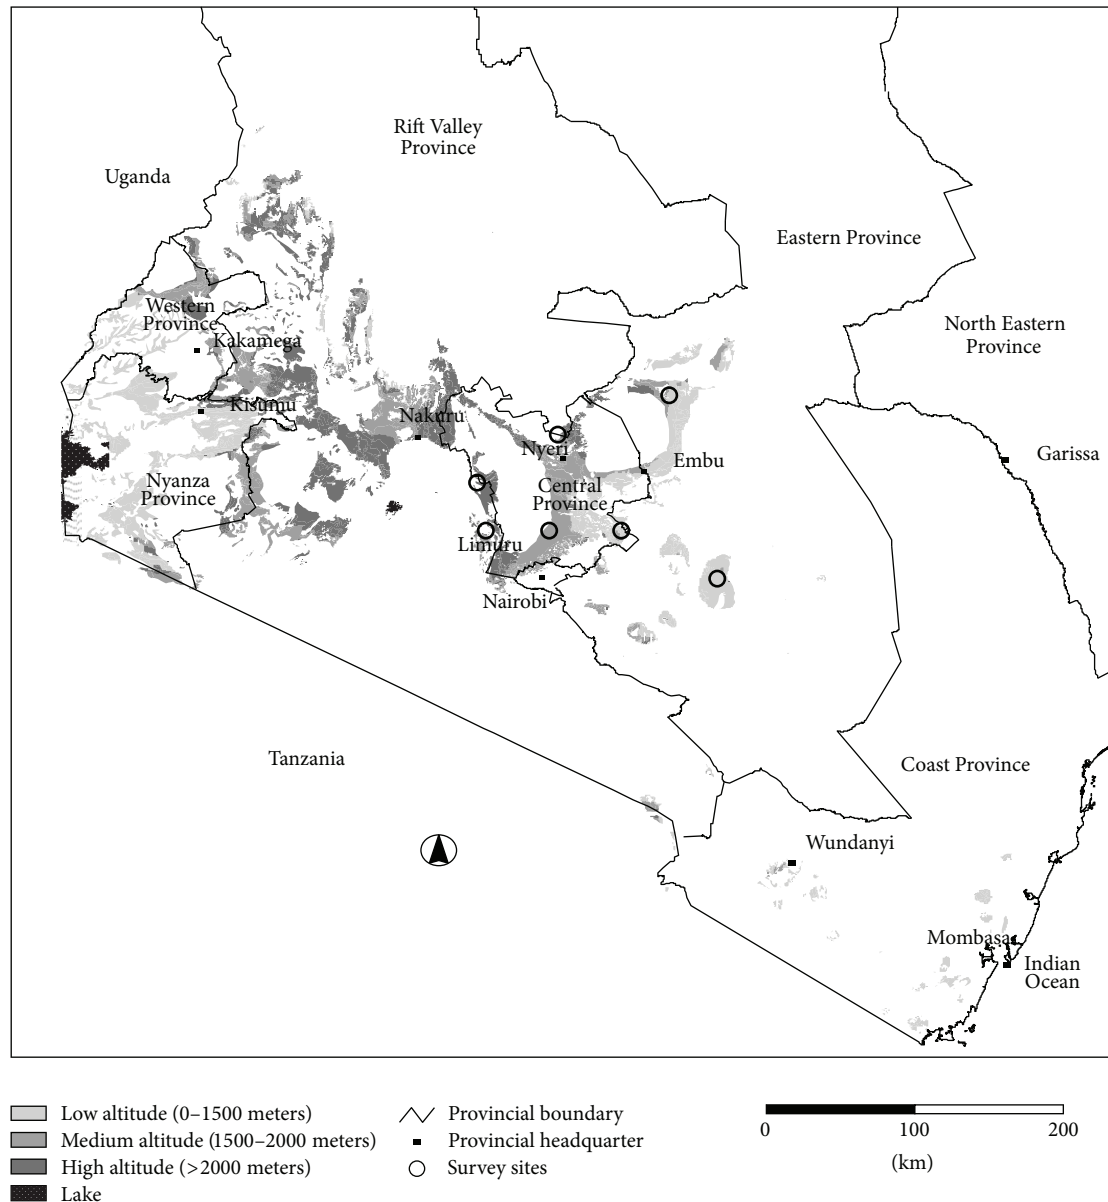 Rift Valley
Province
Uganda
Eastern Province
Western
Province
North Eastern
Province
Kakamega
Kisumu
Nakuru
Nyeri
Embu
Garissa
Nyanza
Province
Central
Province
Limuru
Nairobi
Tanzania
Coast Province
Wundanyi
Mombasa
Indian
Ocean
Low altitude (0–1500 meters)
Medium altitude (1500–2000 meters)
High altitude (>2000 meters)
Lake
Provincial boundary
Provincial headquarter
Survey sites
0 100 200
(km)